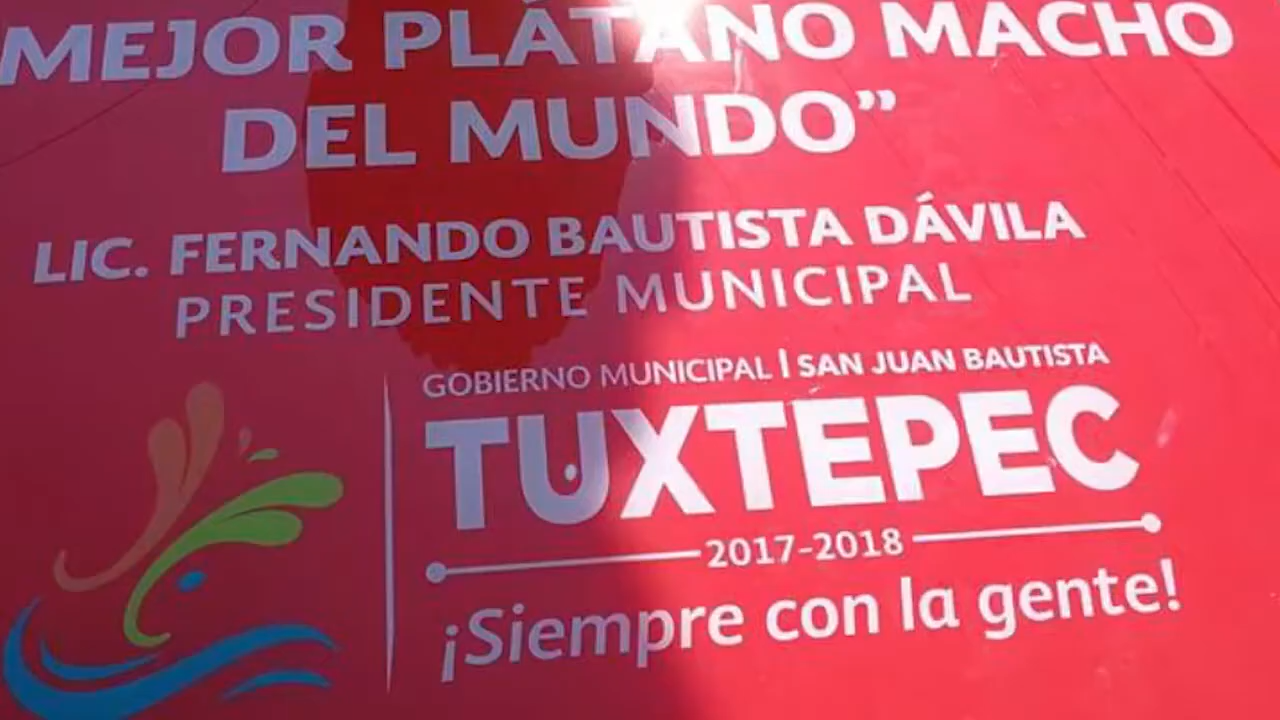 MEJOR PLÁTANO MACHO
DEL MUNDO”
LIC. FERNANDO BAUTISTA DÁVILA
PRESIDENTE MUNICIPAL
GOBIERNO MUNICIPAL | SAN JUAN BAUTISTA
TUXTEPEC
2017-2018
¡Siempre con la gente!